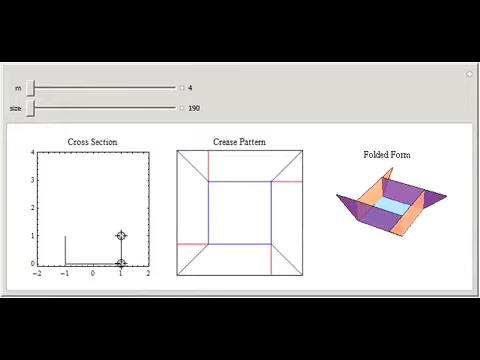 m 4
size 190
Cross Section
Crease Pattern
Folded Form
4
3
2
1
0
−2 −1 0 1 2